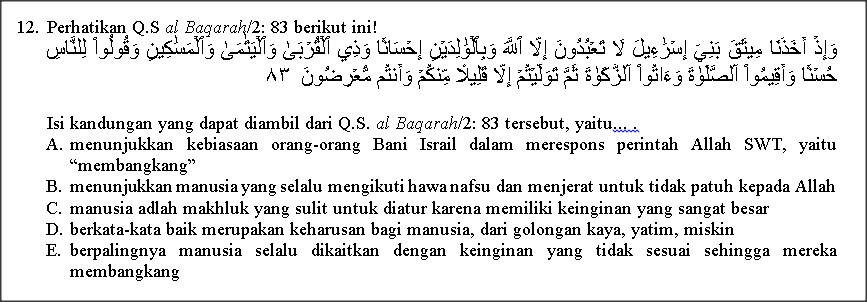 12. Perhatikan Q.S al Baqarah/2: 83 berikut ini!
وَإِذْ أَخَذْنَا مِيثَٰقَ بَنِيٓ إِسْرَٰٓءِيلَ لَا تَعْبُدُونَ إِلَّا ٱللَّهَ وَبِٱلْوَٰلِدَيْنِ إِحْسَانًا وَذِي ٱلْقُرْبَىٰ وَٱلْيَتَٰمَىٰ وَٱلْمَسَٰكِينِ وَقُولُوا۟ لِلنَّاسِ
حُسْنًا وَأَقِيمُوا۟ ٱلصَّلَوٰةَ وَءَاتُوا۟ ٱلزَّكَوٰةَ ثُمَّ تَوَلَّيْتُمْ إِلَّا قَلِيلًا مِّنكُمْ وَأَنتُم مُّعْرِضُونَ ٨٣
Isi kandungan yang dapat diambil dari Q.S. al Baqarah/2: 83 tersebut, yaitu.....
A. menunjukkan kebiasaan orang-orang Bani Israil dalam merespons perintah Allah SWT, yaitu
“membangkang”
B. menunjukkan manusia yang selalu mengikuti hawa nafsu dan menjerat untuk tidak patuh kepada Allah
C. manusia adlah makhluk yang sulit untuk diatur karena memiliki keinginan yang sangat besar
D. berkata-kata baik merupakan keharusan bagi manusia, dari golongan kaya, yatim, miskin
E. berpalingnya manusia selalu dikaitkan dengan keinginan yang tidak sesuai sehingga mereka
membangkang